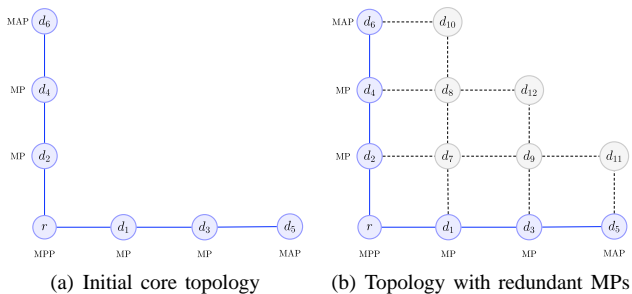 MAP d6
MP d4
MP d2
r d1 d3 d5
MPP MP MP MAP
(a) Initial core topology
MAP d6 d10
MP d4 d8 d12
MP d2 d7 d9 d11
r d1 d3 d5
MPP MP MP MAP
(b) Topology with redundant MPs